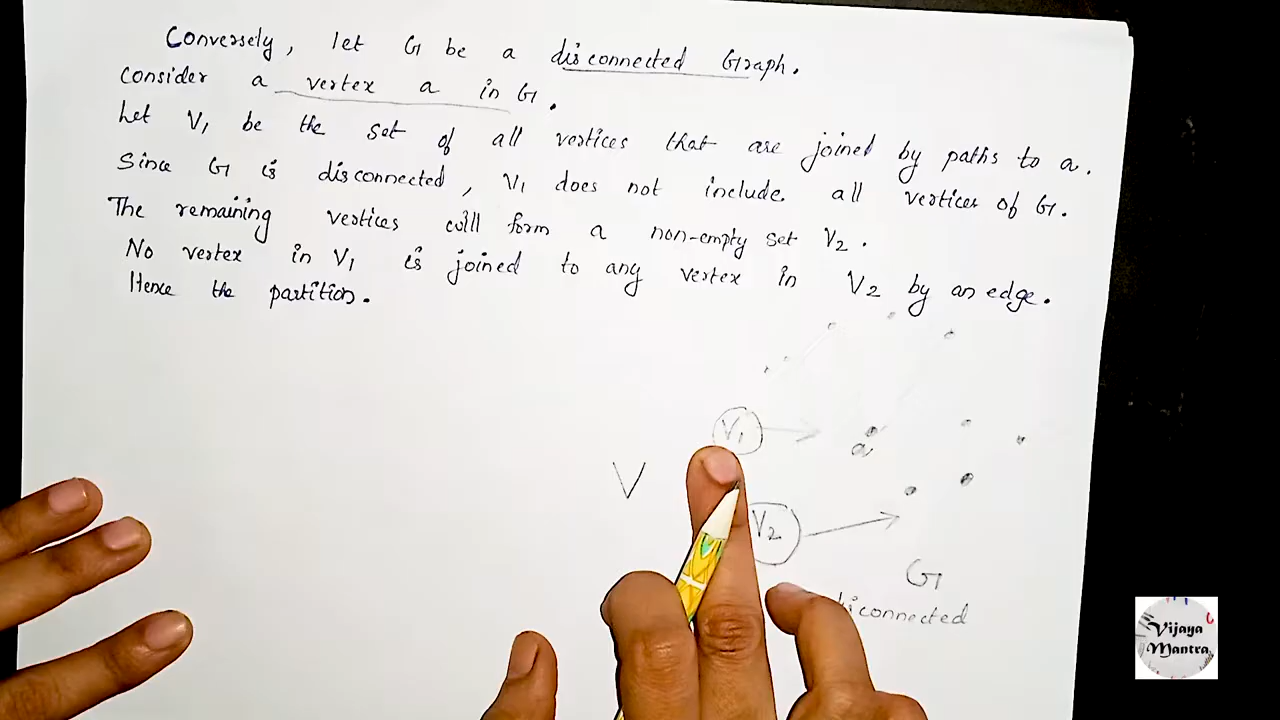 Conversely, let G be a disconnected Graph.
Consider a vertex a in G.
Let V1 be the set of all vertices that are joined by paths to a.
Since G is disconnected, V1 does not include all vertices of G.
The remaining vertices will form a non-empty set V2.
No vertex in V1 is joined to any vertex in V2 by an edge.
Hence the partition.
V1
a
V
V2
G
disconnected
Vijaya
Mantra